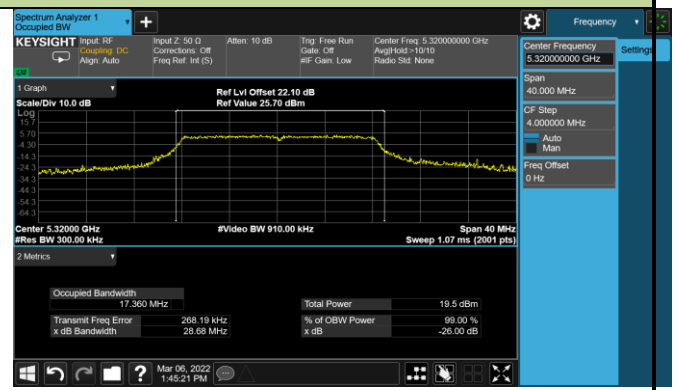 Spectrum Analyzer 1
Occupied BW
+
Frequency
KEYSIGHT
Input: RF
Coupling: DC
Align: Auto
Input Z: 50 Ω
Corrections: Off
Freq Ref: Int (S)
Atten: 10 dB
Trig: Free Run
Gate: Off
#IF Gain: Low
Center Freq: 5.320000000 GHz
Avg|Hold:>10/10
Radio Std: None
LXI
Center Frequency
5.320000000 GHz
Settings
Span
40.000 MHz
CF Step
4.000000 MHz
Auto
Man
Freq Offset
0 Hz
1 Graph
Scale/Div 10.0 dB
Ref Lvl Offset 22.10 dB
Ref Value 25.70 dBm
Log
15.7
5.70
-4.30
-14.3
-24.3
-34.3
-44.3
-54.3
-64.3
Center 5.32000 GHz
#Video BW 910.00 kHz
Span 40 MHz
#Res BW 300.00 kHz
Sweep 1.07 ms (2001 pts)
2 Metrics
Occupied Bandwidth
17.360 MHz
Total Power 19.5 dBm
Transmit Freq Error 268.19 kHz
% of OBW Power 99.00 %
x dB Bandwidth 28.68 MHz
x dB -26.00 dB
?
Mar 06, 2022
1:45:21 PM